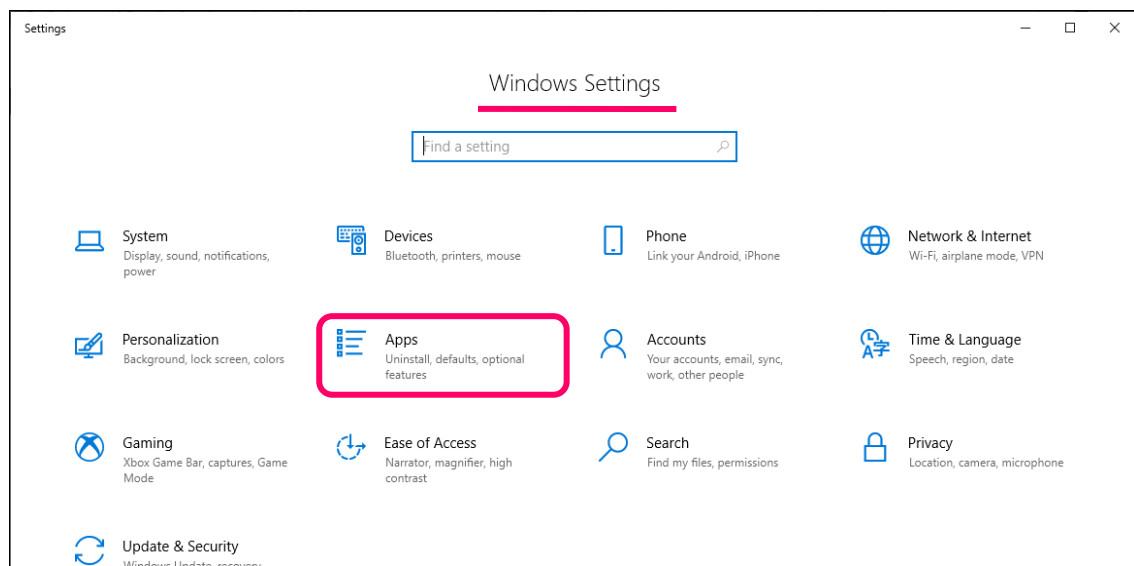 Settings
Windows Settings
Find a setting
System
Display, sound, notifications,
power
Devices
Bluetooth, printers, mouse
Phone
Link your Android, iPhone
Network & Internet
Wi-Fi, airplane mode, VPN
Personalization
Background, lock screen, colors
Apps
Uninstall, defaults, optional
features
Accounts
Your accounts, email, sync,
work, other people
Time & Language
Speech, region, date
Gaming
Xbox Game Bar, captures, Game
Mode
Ease of Access
Narrator, magnifier, high
contrast
Search
Find my files, permissions
Privacy
Location, camera, microphone
Update & Security
Windows Update, recovery